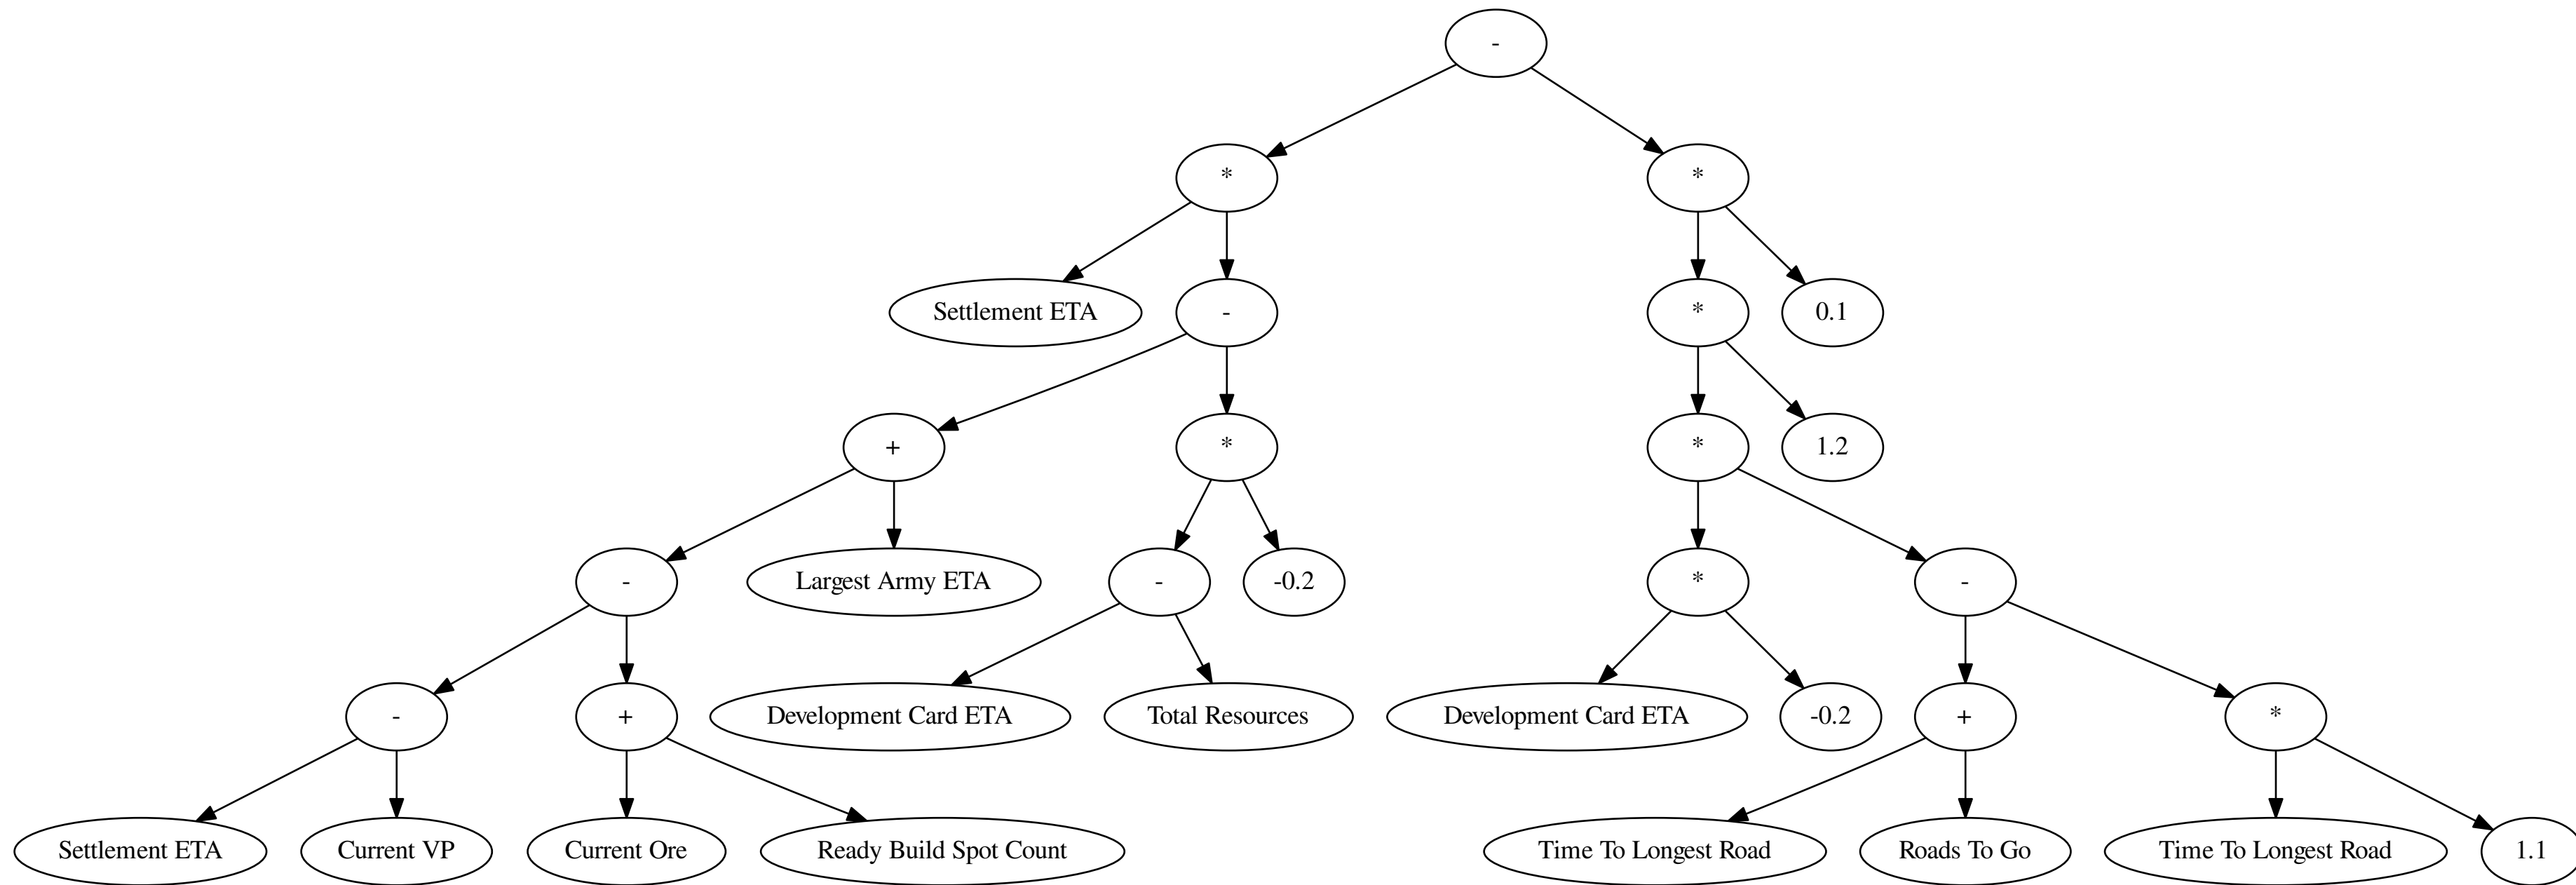 -
*
*
Settlement ETA
-
*
0.1
+
*
*
1.2
-
Largest Army ETA
-
-0.2
*
-
-
+
Development Card ETA
Total Resources
Development Card ETA
-0.2
+
*
Settlement ETA
Current VP
Current Ore
Ready Build Spot Count
Time To Longest Road
Roads To Go
Time To Longest Road
1.1